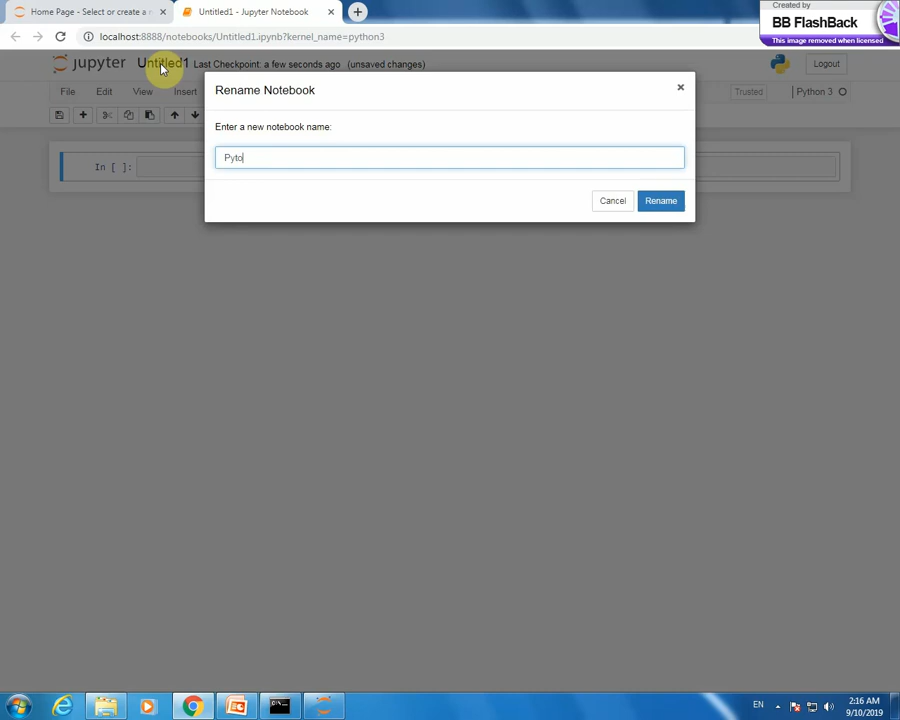 Home Page - Select or create a n
Untitled1 - Jupyter Notebook
Created by
BB FlashBack
This image removed when licensed
localhost:8888/notebooks/Untitled1.ipynb?kernel_name=python3
jupyter Untitled1 Last Checkpoint: a few seconds ago (unsaved changes) Logout
File Edit View Insert Trusted Python 3
Rename Notebook
Enter a new notebook name:
Pyto
Cancel Rename
In [ ]:
EN
2:16 AM
9/10/2019